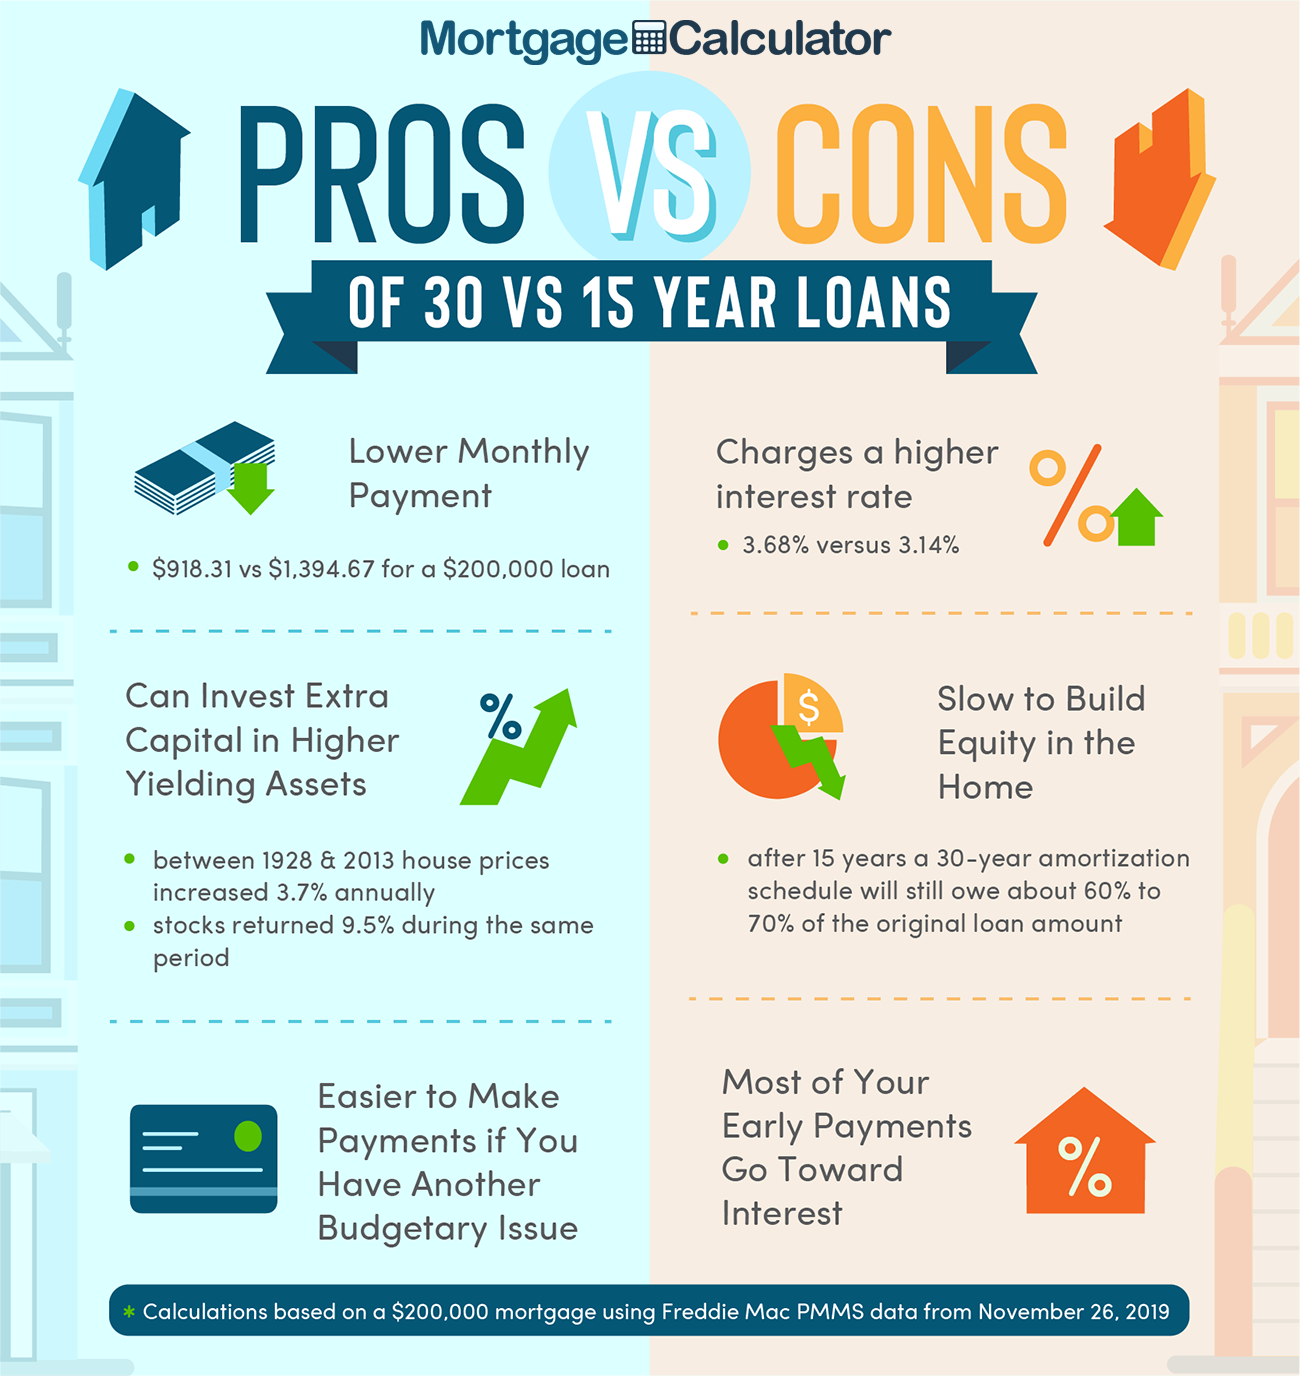 MortgageCalculator
PROS VS CONS
OF 30 VS 15 YEAR LOANS
Lower Monthly
Payment
• $918.31 vs $1,394.67 for a $200,000 loan
Can Invest Extra
Capital in Higher
Yielding Assets
%
• between 1928 & 2013 house prices
increased 3.7% annually
• stocks returned 9.5% during the same
period
Easier to Make
Payments if You
Have Another
Budgetary Issue
Charges a higher
interest rate
%
• 3.68% versus 3.14%
$
Slow to Build
Equity in the
Home
• after 15 years a 30-year amortization
schedule will still owe about 60% to
70% of the original loan amount
Most of Your
Early Payments
Go Toward
Interest
%
* Calculations based on a $200,000 mortgage using Freddie Mac PMMS data from November 26, 2019